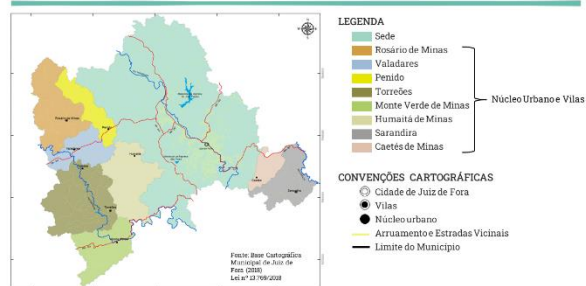 LEGENDA
Sede
Rosário de Minas
Valadares
Penido
Torreões
Monte Verde de Minas
Humaitá de Minas
Sarandira
Caetés de Minas
Núcleo Urbano e Vilas
CONVENÇÕES CARTOGRÁFICAS
Cidade de Juiz de Fora
Vilas
Núcleo urbano
Arruamento e Estradas Vicinais
Limite do Município
Fonte: Base Cartográfica
Municipal de Juiz de
Fora (2018)
Lei nº 13.769/2018